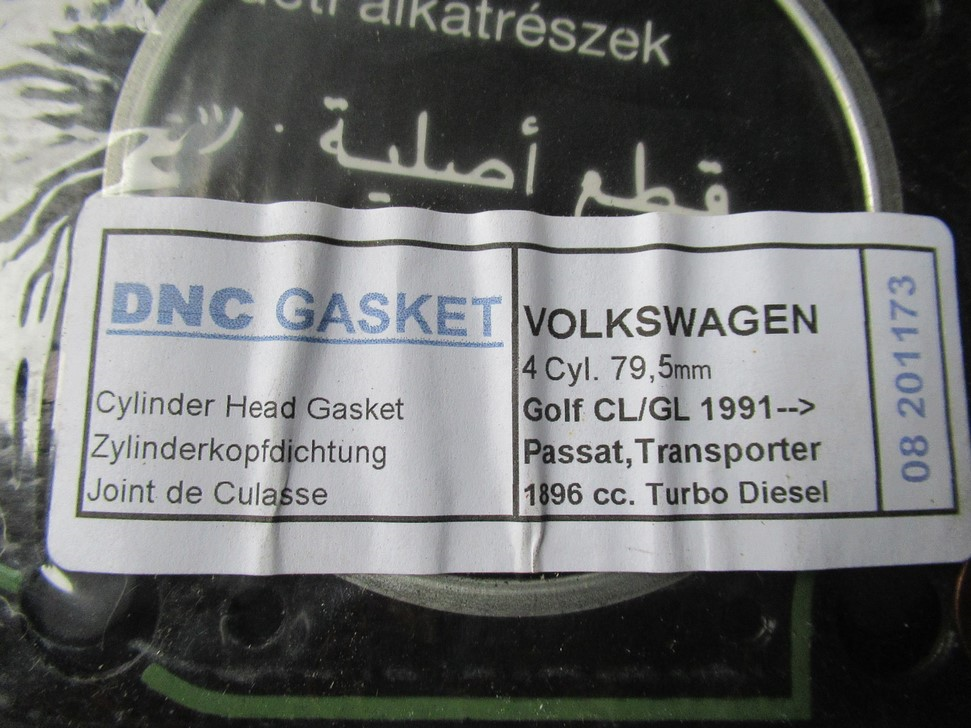 alkatrészek
قطع أصلية
DNC GASKET
Cylinder Head Gasket
Zylinderkopfdichtung
Joint de Culasse
VOLKSWAGEN
4 Cyl. 79,5mm
Golf CL/GL 1991-->
Passat,Transporter
1896 cc. Turbo Diesel
08 201173